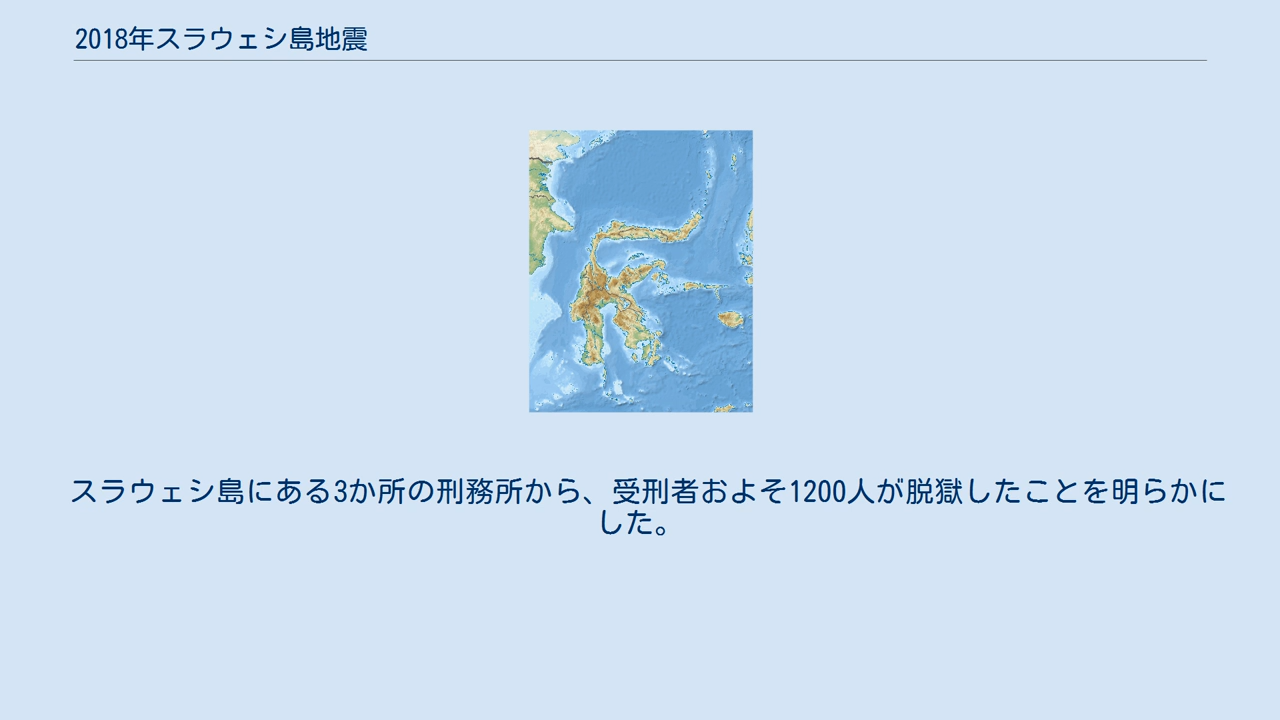 2018年スラウェシ島地震
スラウェシ島にある3か所の刑務所から、受刑者およそ1200人が脱獄したことを明らかに
した。